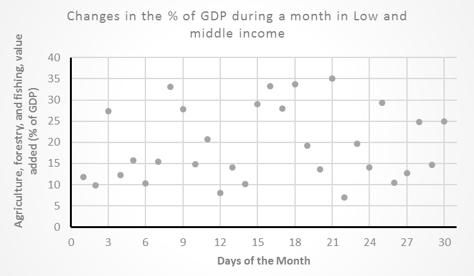 Changes in the % of GDP during a month in Low and
middle income
Agriculture, forestry, and fishing, value
added (% of GDP)
40
35
30
25
20
15
10
5
0
0 3 6 9 12 15 18 21 24 27 30
Days of the Month